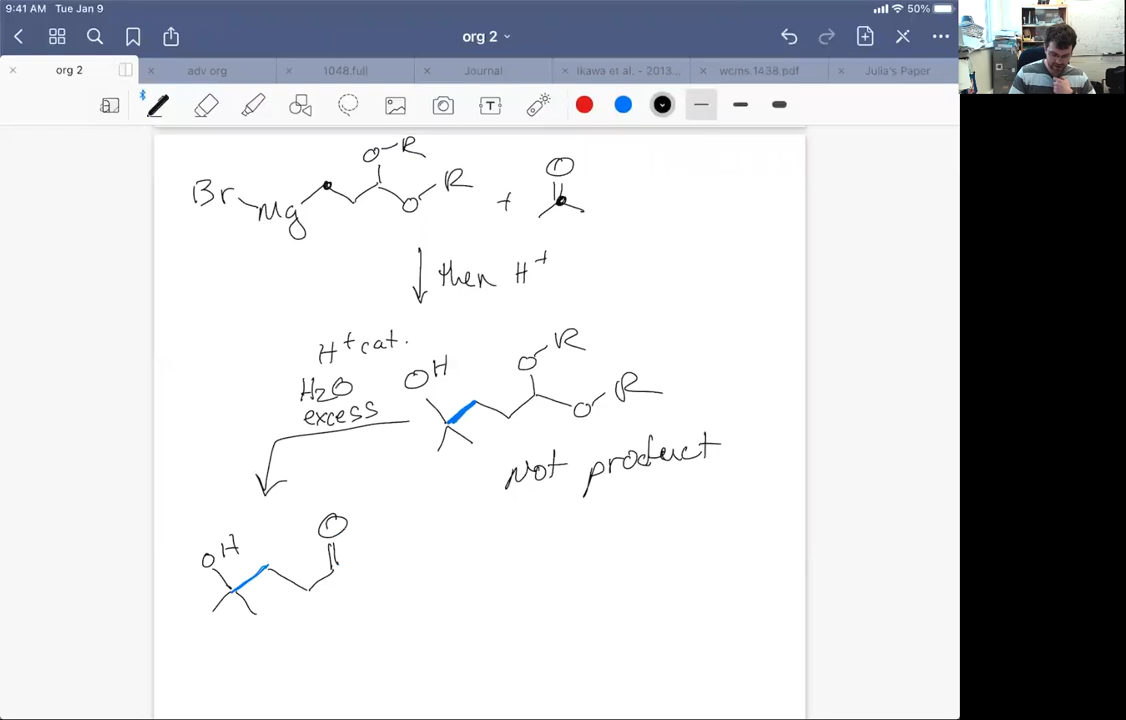 9:41 AM Tue Jan 9
50%
org 2
org 2
adv org
1048.full
Journal
Ikawa et al. - 2013...
wcms.1438.pdf
Julia's Paper
T
O-R
Br
Mg
R
O
+
O
then H+
H+ cat.
H2O
excess
OH
O
R
O
R
Not product
OH
O